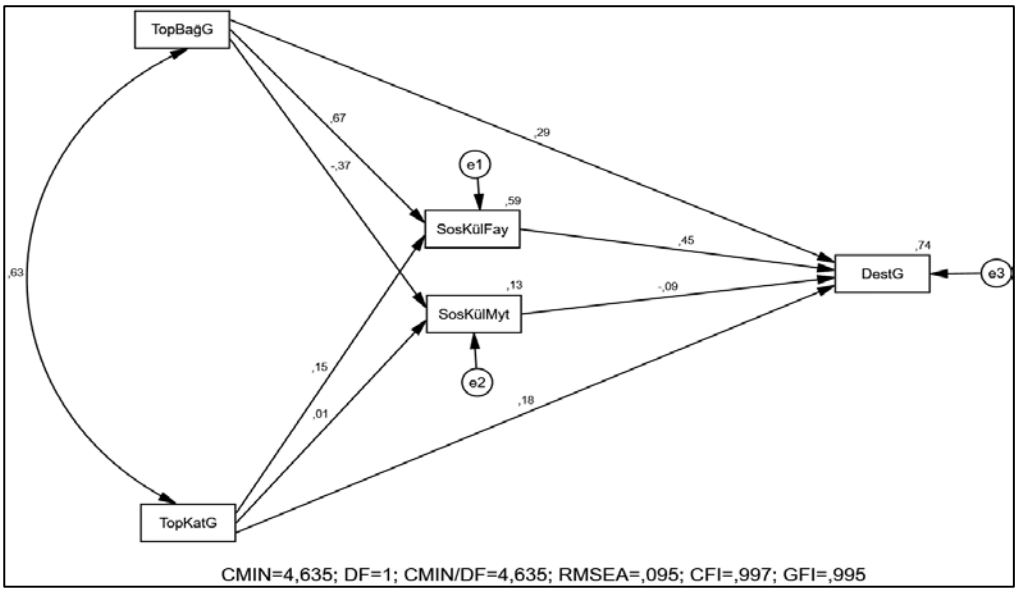 TopBağG
,67
-,37
,29
e1
,59
SosKülFay
,45
,74
DestG
e3
,63
,13
SosKülMyt
-,09
e2
,15
,01
,18
TopKatG
CMIN=4,635; DF=1; CMIN/DF=4,635; RMSEA=,095; CFI=,997; GFI=,995